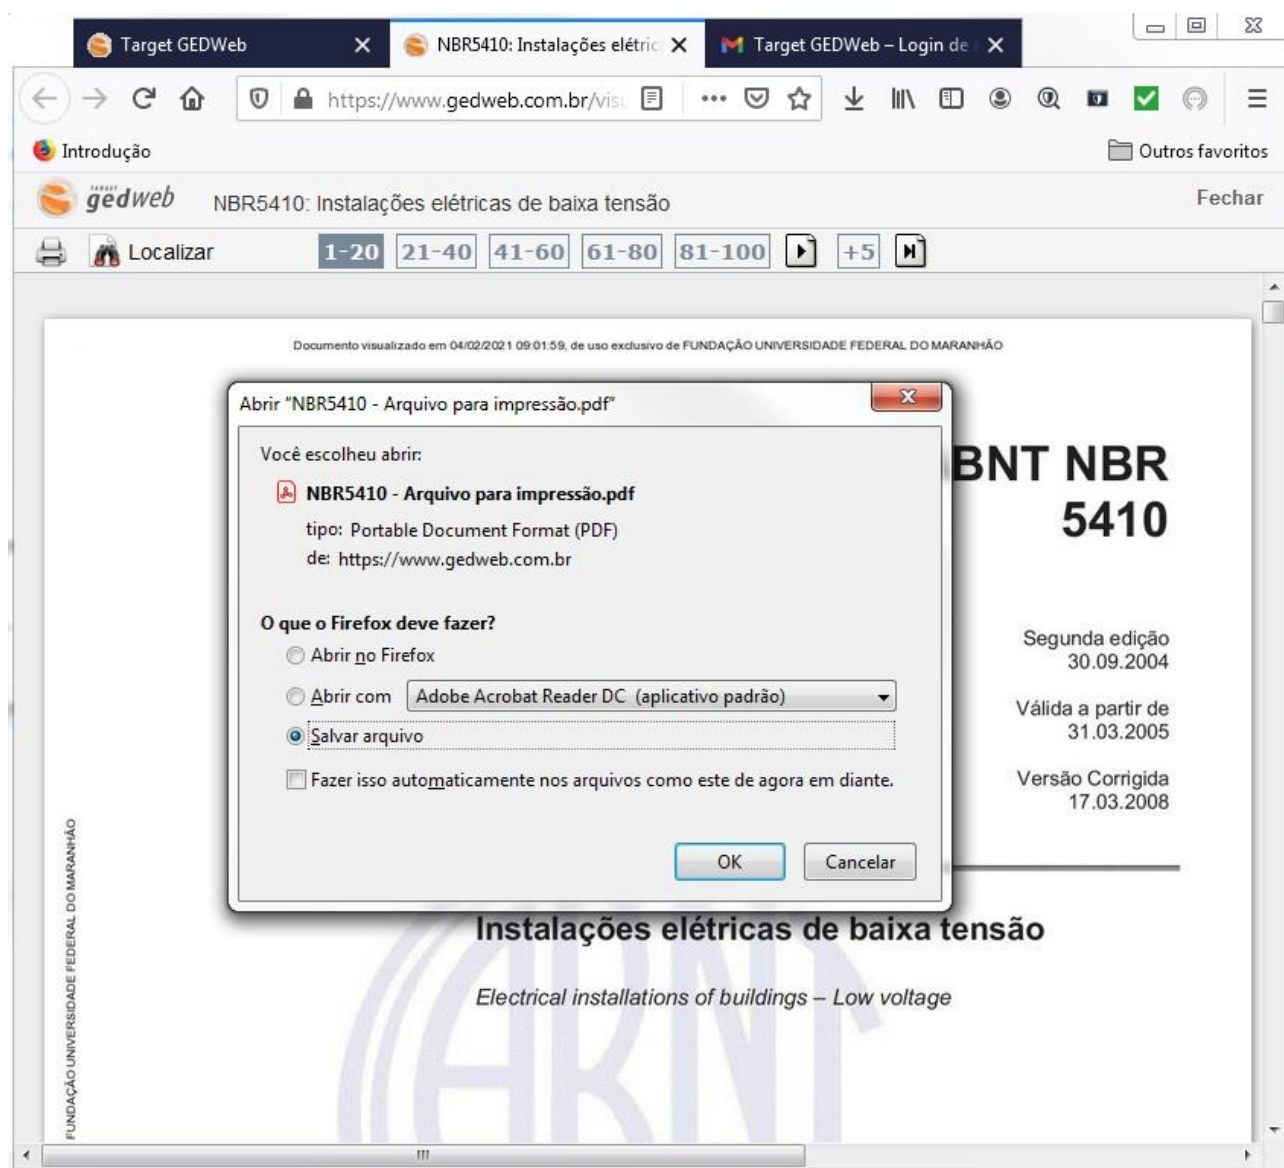 Target GEDWeb
NBR5410: Instalações elétric
Target GEDWeb – Login de
https://www.gedweb.com.br/vis
Introdução
Outros favoritos
TARGET
gedweb
NBR5410: Instalações elétricas de baixa tensão
Fechar
Localizar
1-20 21-40 41-60 61-80 81-100 +5
Documento visualizado em 04/02/2021 09:01:59, de uso exclusivo de FUNDAÇÃO UNIVERSIDADE FEDERAL DO MARANHÃO
Abrir "NBR5410 - Arquivo para impressão.pdf"
Você escolheu abrir:
NBR5410 - Arquivo para impressão.pdf
tipo: Portable Document Format (PDF)
de: https://www.gedweb.com.br
O que o Firefox deve fazer?
Abrir no Firefox
Abrir com Adobe Acrobat Reader DC (aplicativo padrão)
Salvar arquivo
Fazer isso automaticamente nos arquivos como este de agora em diante.
OK Cancelar
BNT NBR
5410
Segunda edição
30.09.2004
Válida a partir de
31.03.2005
Versão Corrigida
17.03.2008
Instalações elétricas de baixa tensão
Electrical installations of buildings – Low voltage
FUNDAÇÃO UNIVERSIDADE FEDERAL DO MARANHÃO
ABNT